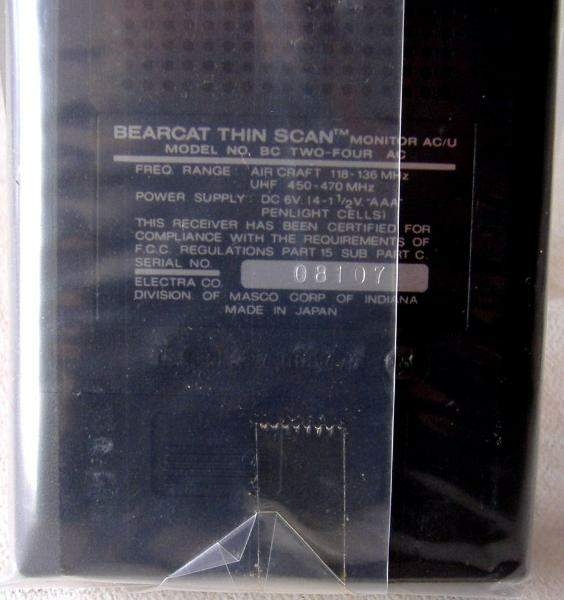 BEARCAT THIN SCAN™ MONITOR AC/U
MODEL NO. BC TWO-FOUR AC
FREQ. RANGE: AIR CRAFT 118-136 MHz
UHF 450-470 MHz
POWER SUPPLY: DC 6V. (4-1 1/2V. "AAA"
PENLIGHT CELLS)
THIS RECEIVER HAS BEEN CERTIFIED FOR
COMPLIANCE WITH THE REQUIREMENTS OF
F.C.C. REGULATIONS PART 15 SUB PART C.
SERIAL NO. 08107
ELECTRA CO.
DIVISION OF MASCO CORP OF INDIANA
MADE IN JAPAN